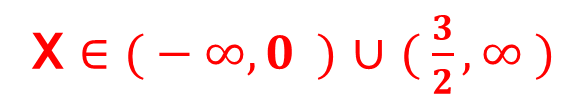 X ∈ ( − ∞, 0 ) ∪ ( 3/2 , ∞ )